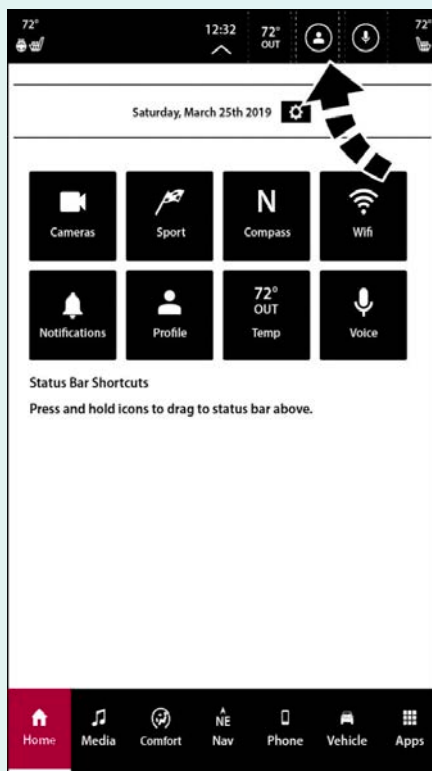 72° 12:32 72° 72°
OUT
Saturday, March 25th 2019
N
Cameras Sport Compass Wifi
72°
OUT
Notifications Profile Temp Voice
Status Bar Shortcuts
Press and hold icons to drag to status bar above.
NE
Home Media Comfort Nav Phone Vehicle Apps